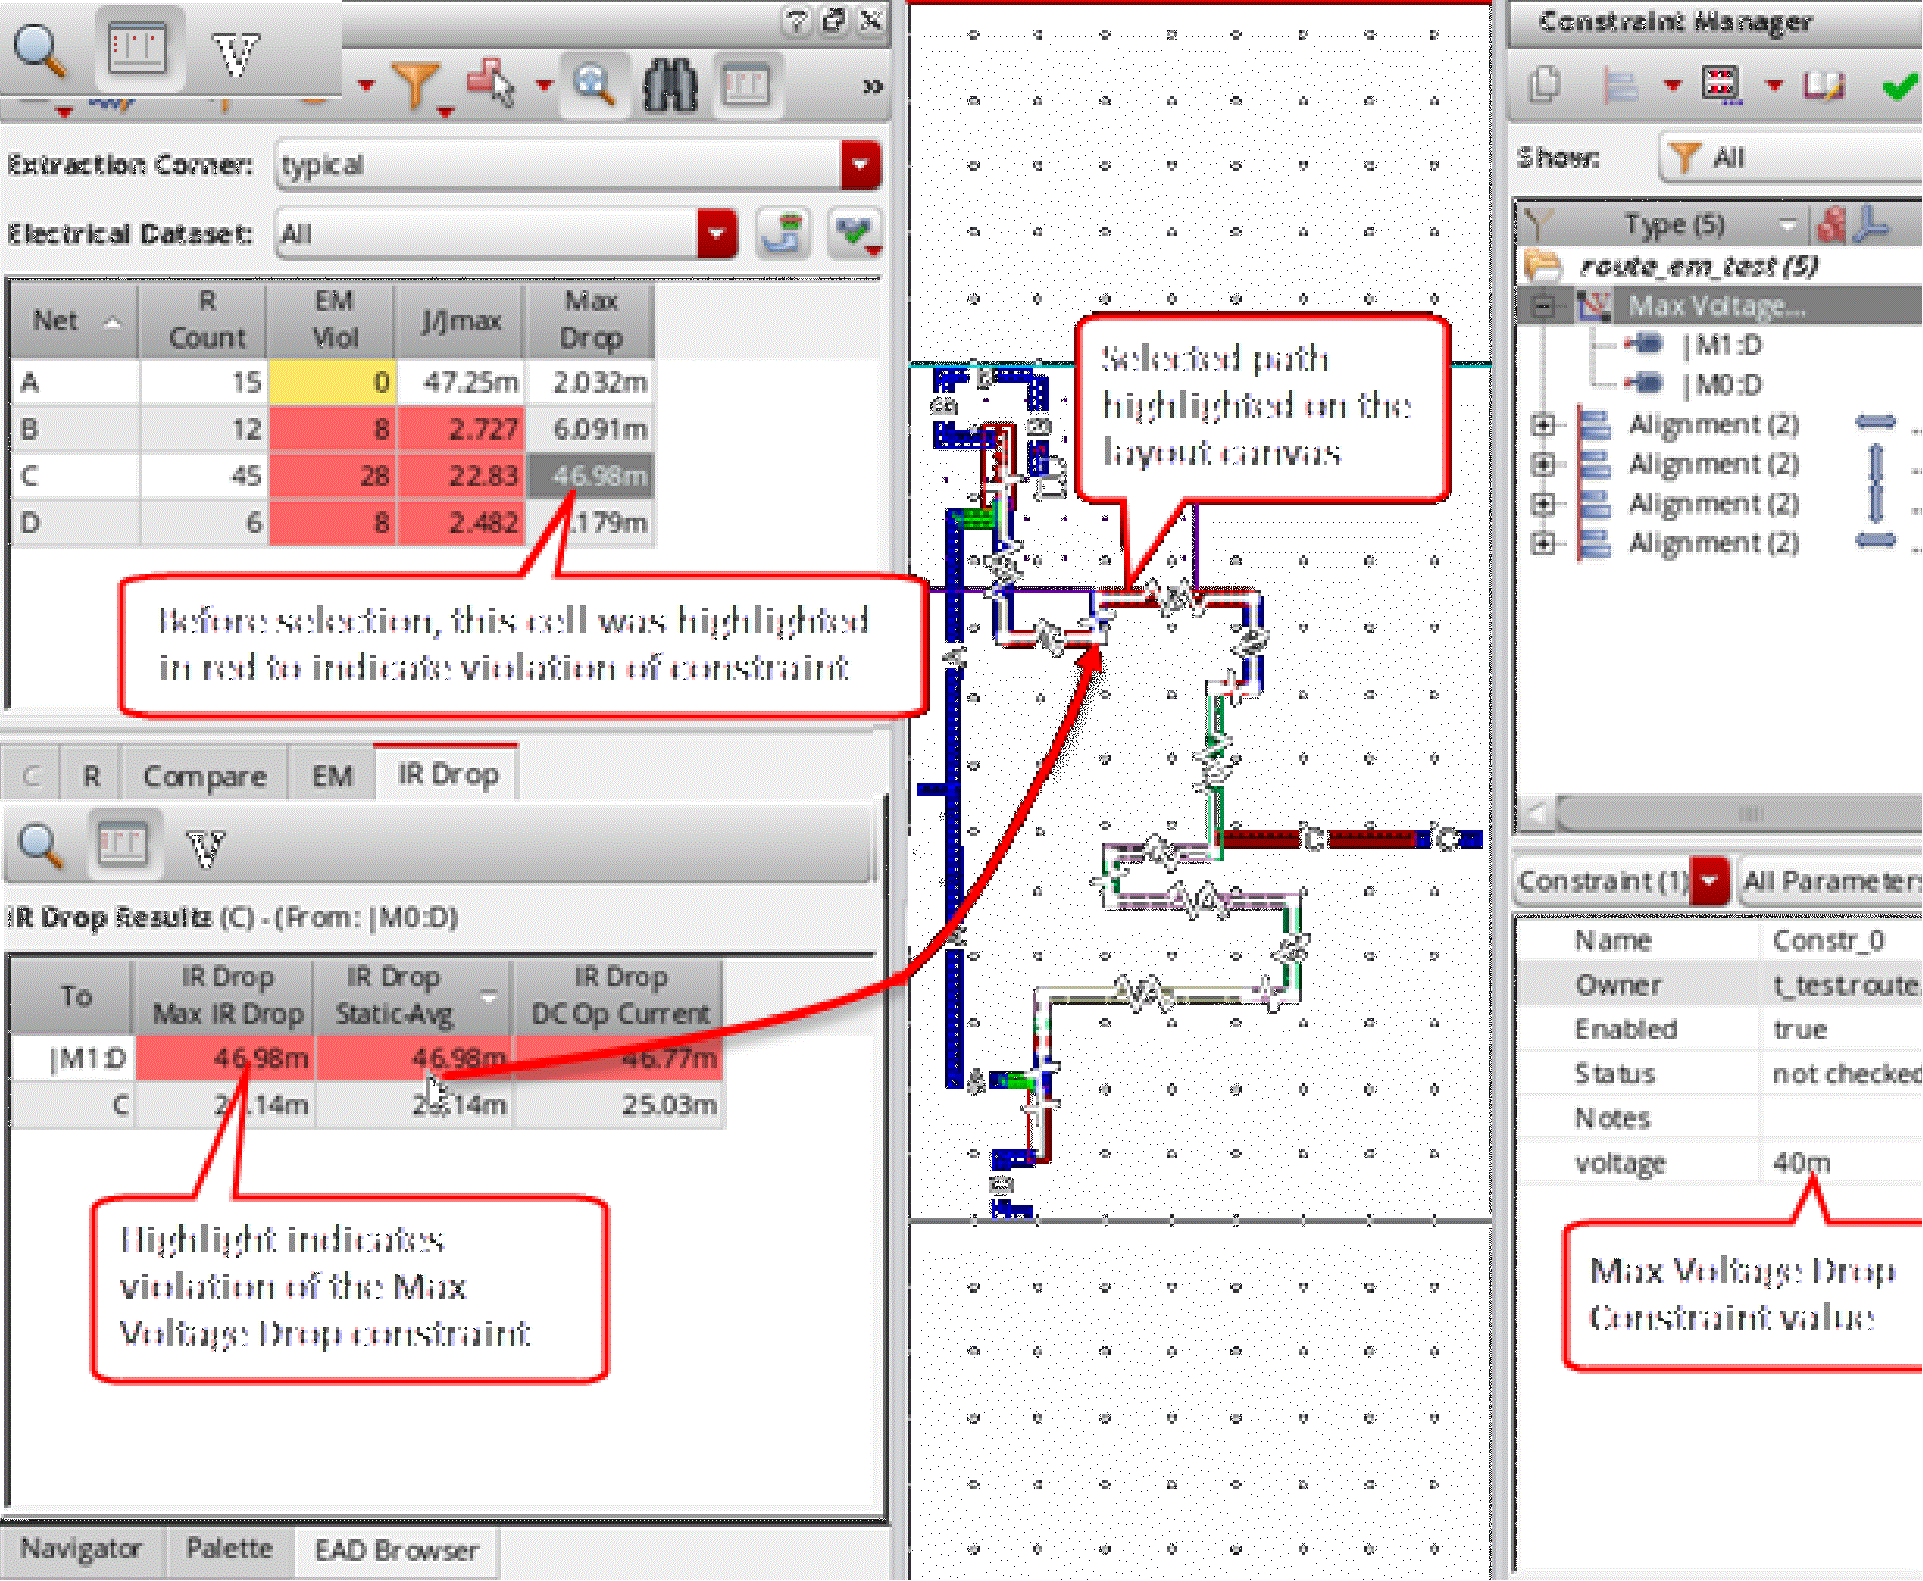 Constraint Manager
Extraction Corner: typical
Electrical Dataset: All
Show: All
Net R Count EM Viol J/Jmax Max Drop
A 15 0 47.25m 2.032m
B 12 8 2.727 6.091m
C 45 28 22.83 46.98m
D 6 8 2.482 .179m
Before selection, this cell was highlighted
in red to indicate violation of constraint
C R Compare EM IR Drop
IR Drop Results (C) - (From: |M0:D)
To IR Drop Max IR Drop IR Drop Static-Avg IR Drop DC Op Current
|M1:D 46.98m 46.98m 46.77m
C .14m 14m 25.03m
Highlight indicates
violation of the Max
Voltage Drop constraint
Navigator Palette EAD Browser
Selected path
highlighted on the
layout canvas
C C
Type (5)
route_em_test (5)
Max Voltage...
|M1:D
|M0:D
Alignment (2)
Alignment (2)
Alignment (2)
Alignment (2)
Constraint (1) All Parameters
Name Constr_0
Owner t_testroute
Enabled true
Status not checked
Notes
voltage 40m
Max Voltage Drop
Constraint value